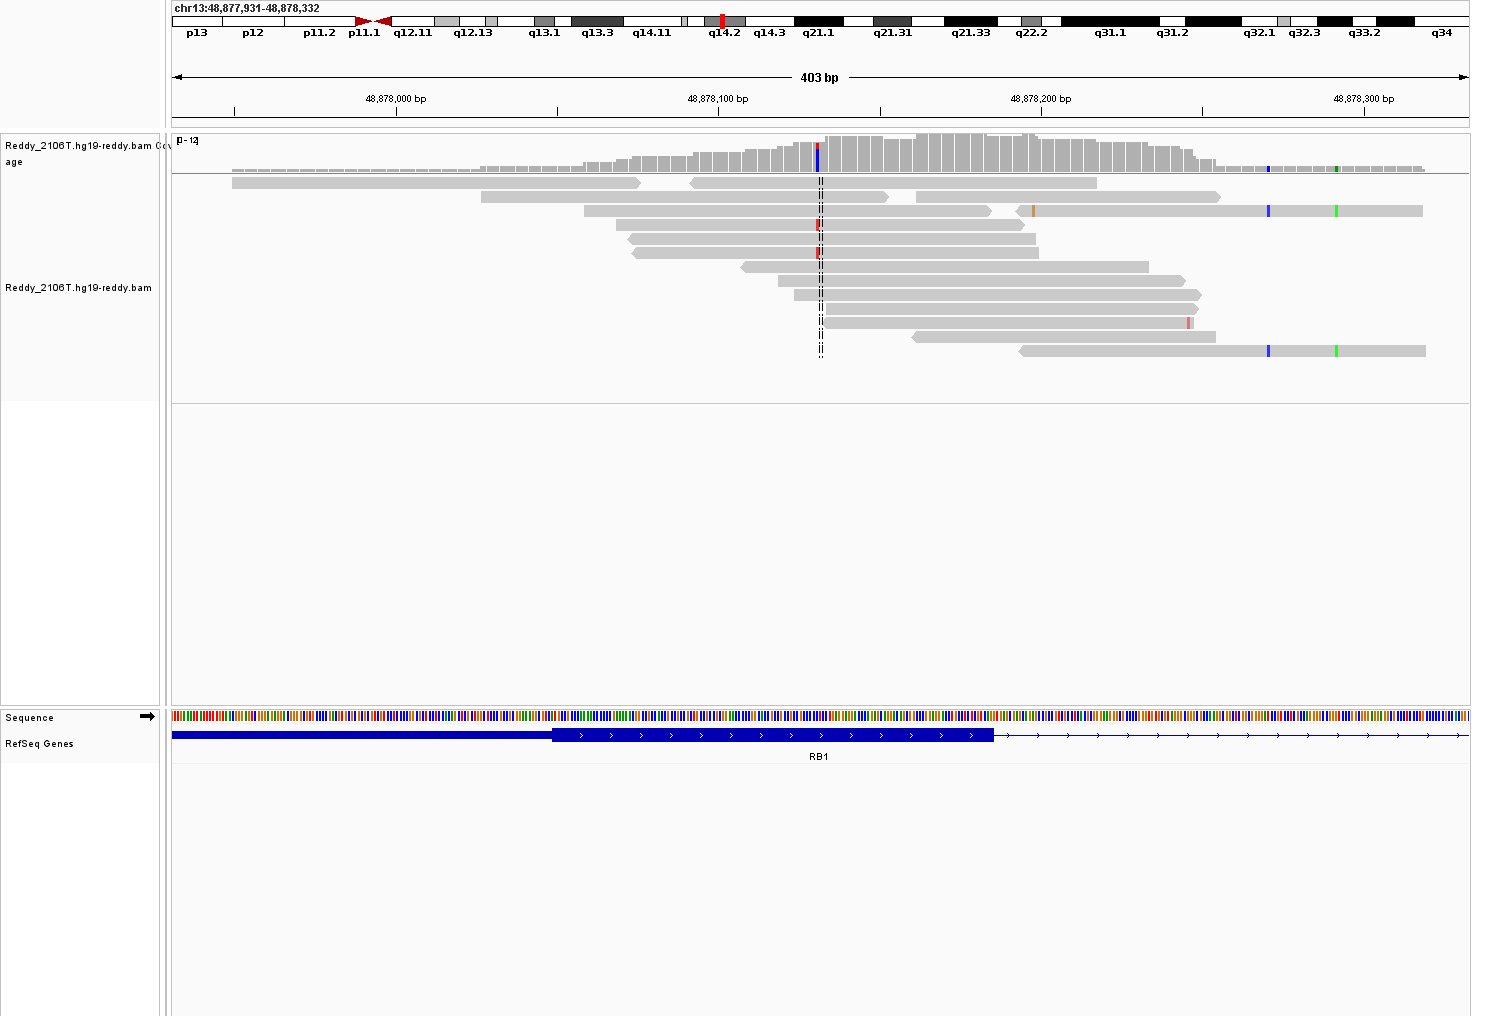 chr13:48,877,931-48,878,332
p13 p12 p11.2 p11.1 q12.11 q12.13 q13.1 q13.3 q14.11 q14.2 q14.3 q21.1 q21.31 q21.33 q22.2 q31.1 q31.2 q32.1 q32.3 q33.2 q34
403 bp
48,878,000 bp 48,878,100 bp 48,878,200 bp 48,878,300 bp
Reddy_2106T.hg19-reddy.bam Cov
age
[0 - 12]
Reddy_2106T.hg19-reddy.bam
Sequence
RefSeq Genes
RB1